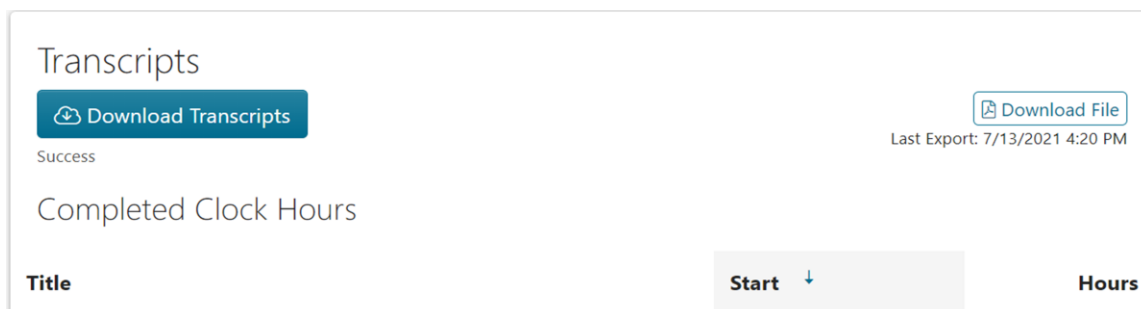 Transcripts
Download Transcripts
Download File
Success
Last Export: 7/13/2021 4:20 PM
Completed Clock Hours
Title Start ↓ Hours